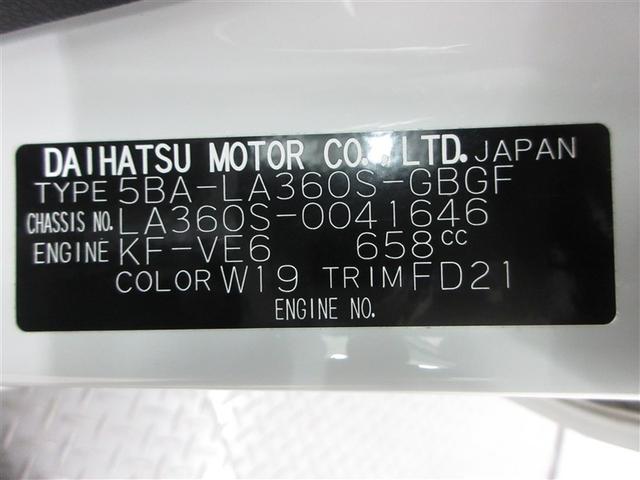 DAIHATSU MOTOR CO.,LTD. JAPAN
TYPE 5BA-LA360S-GBGF
CHASSIS NO. LA360S-0041646
ENGINE KF-VE6 658cc
COLOR W19 TRIM FD21
ENGINE NO.